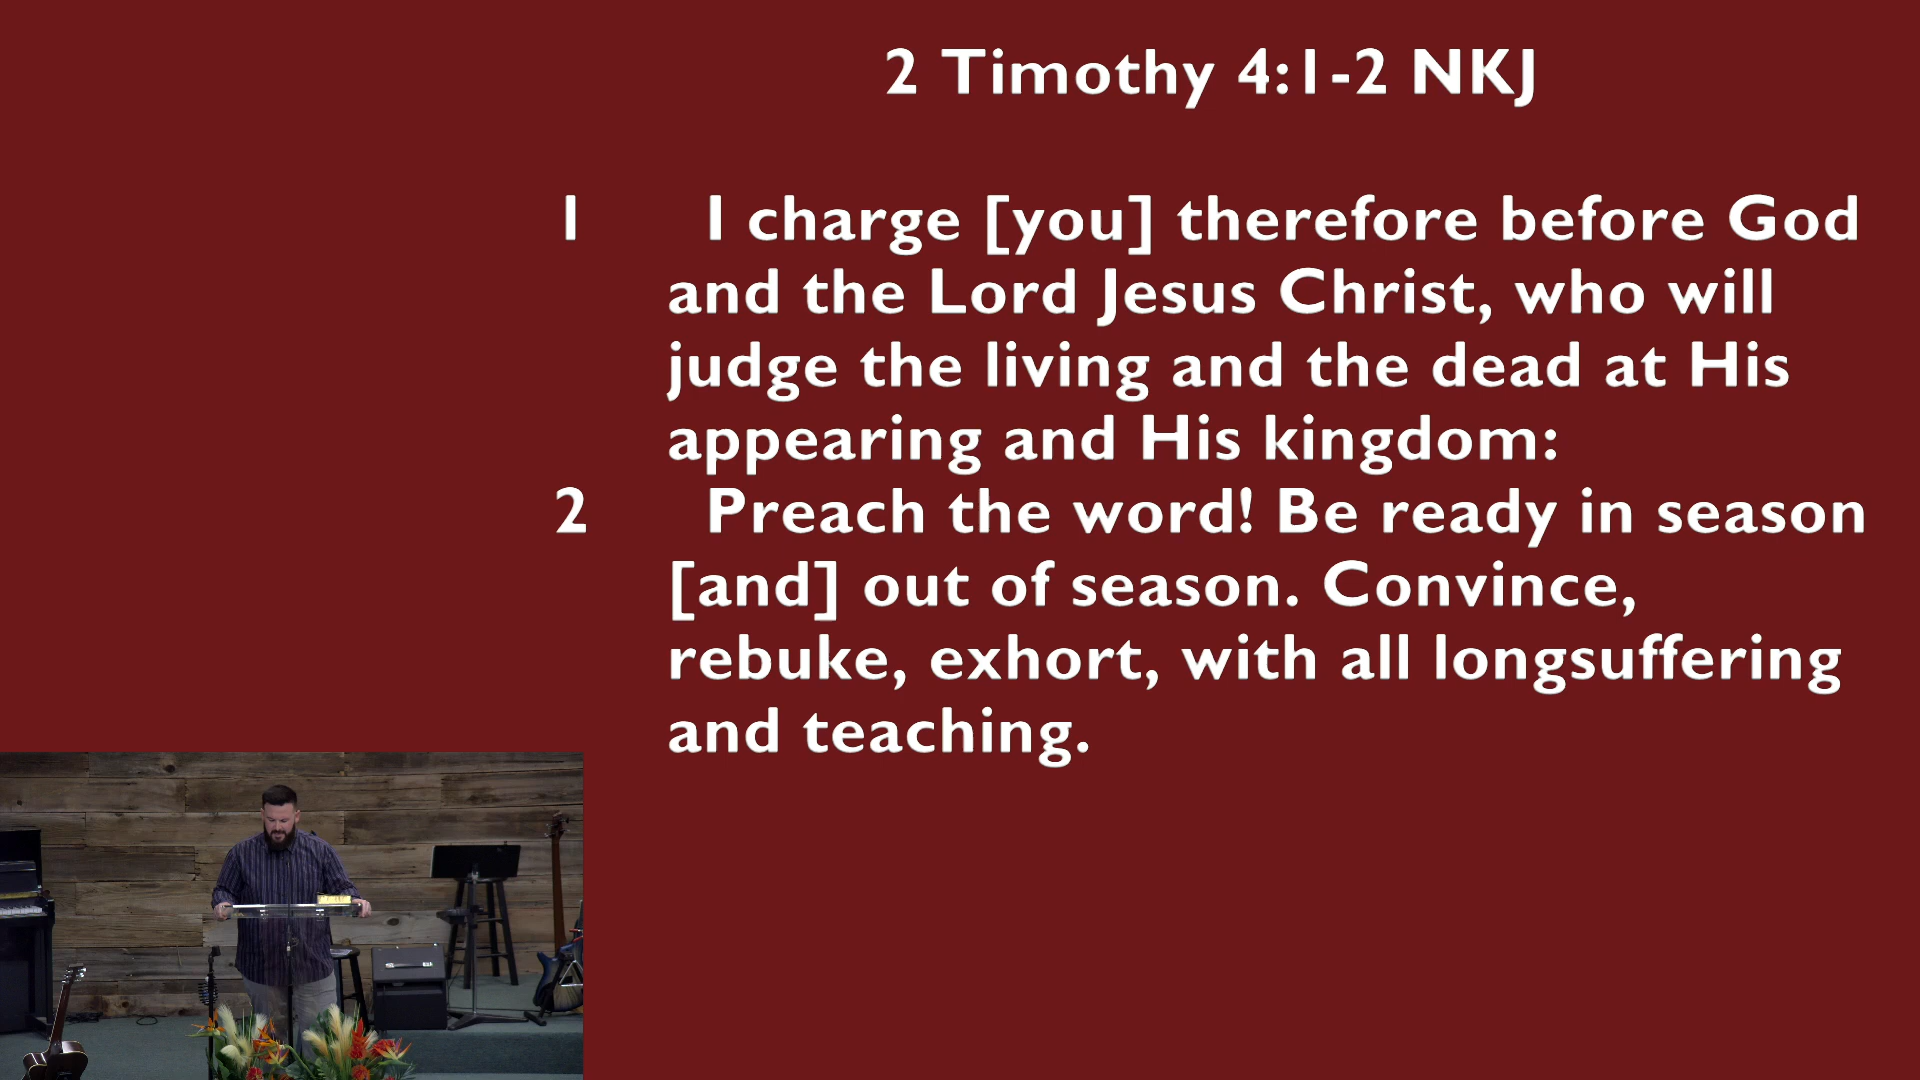 2 Timothy 4:1-2 NKJ
1 I charge [you] therefore before God
and the Lord Jesus Christ, who will
judge the living and the dead at His
appearing and His kingdom:
2 Preach the word! Be ready in season
[and] out of season. Convince,
rebuke, exhort, with all longsuffering
and teaching.